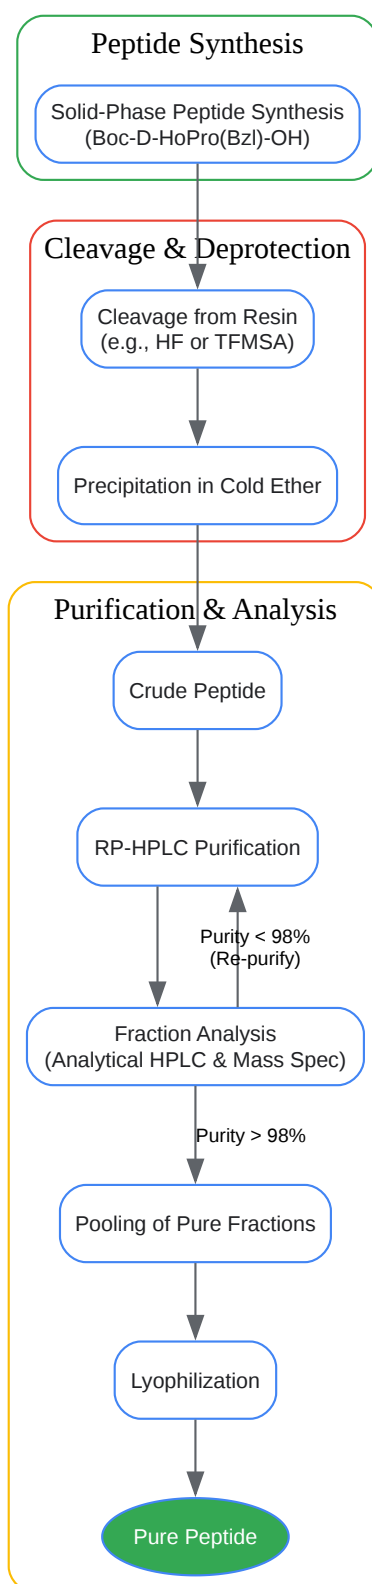 Peptide Synthesis
Solid-Phase Peptide Synthesis
(Boc-D-HoPro(Bzl)-OH)
Cleavage & Deprotection
Cleavage from Resin
(e.g., HF or TFMSA)
Precipitation in Cold Ether
Purification & Analysis
Crude Peptide
RP-HPLC Purification
Purity < 98%
(Re-purify)
Fraction Analysis
(Analytical HPLC & Mass Spec)
Purity > 98%
Pooling of Pure Fractions
Lyophilization
Pure Peptide